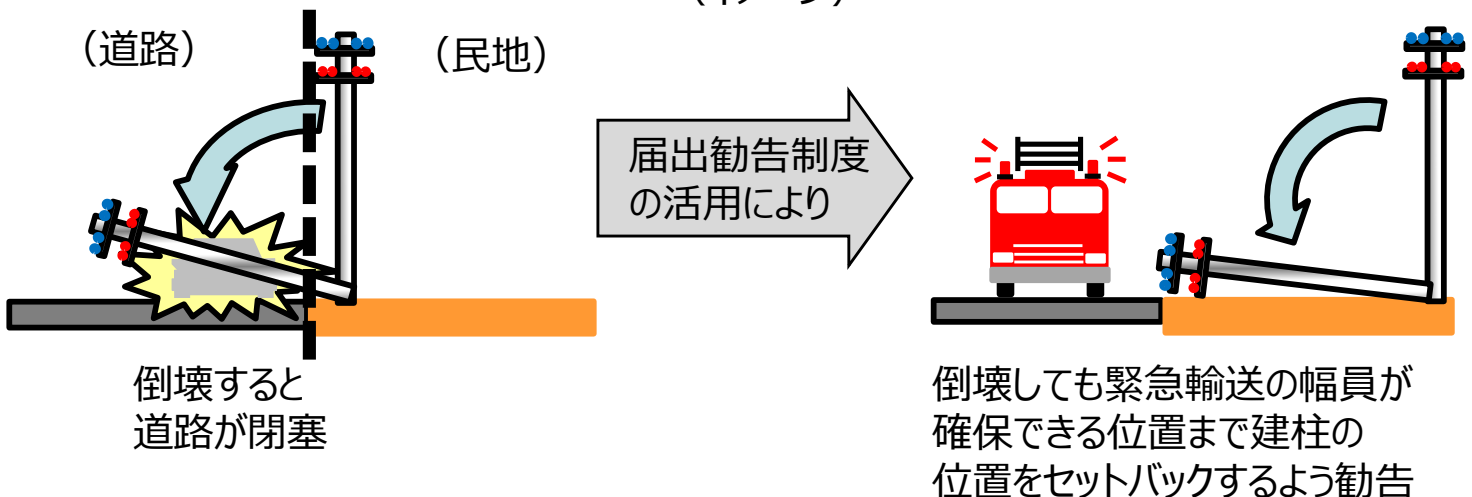 （道路）
（民地）
届出勧告制度
の活用により
倒壊すると
道路が閉塞
倒壊しても緊急輸送の幅員が
確保できる位置まで建柱の
位置をセットバックするよう勧告